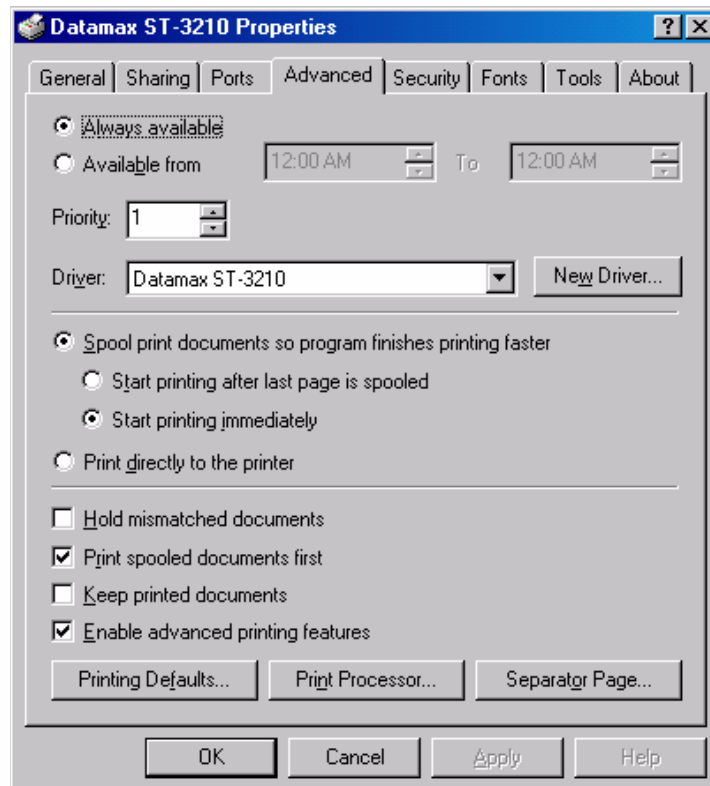 Datamax ST-3210 Properties ? X
General Sharing Ports Advanced Security Fonts Tools About
Always available
Available from 12:00 AM To 12:00 AM
Priority: 1
Driver: Datamax ST-3210 New Driver...
Spool print documents so program finishes printing faster
Start printing after last page is spooled
Start printing immediately
Print directly to the printer
Hold mismatched documents
Print spooled documents first
Keep printed documents
Enable advanced printing features
Printing Defaults... Print Processor... Separator Page...
OK Cancel Apply Help